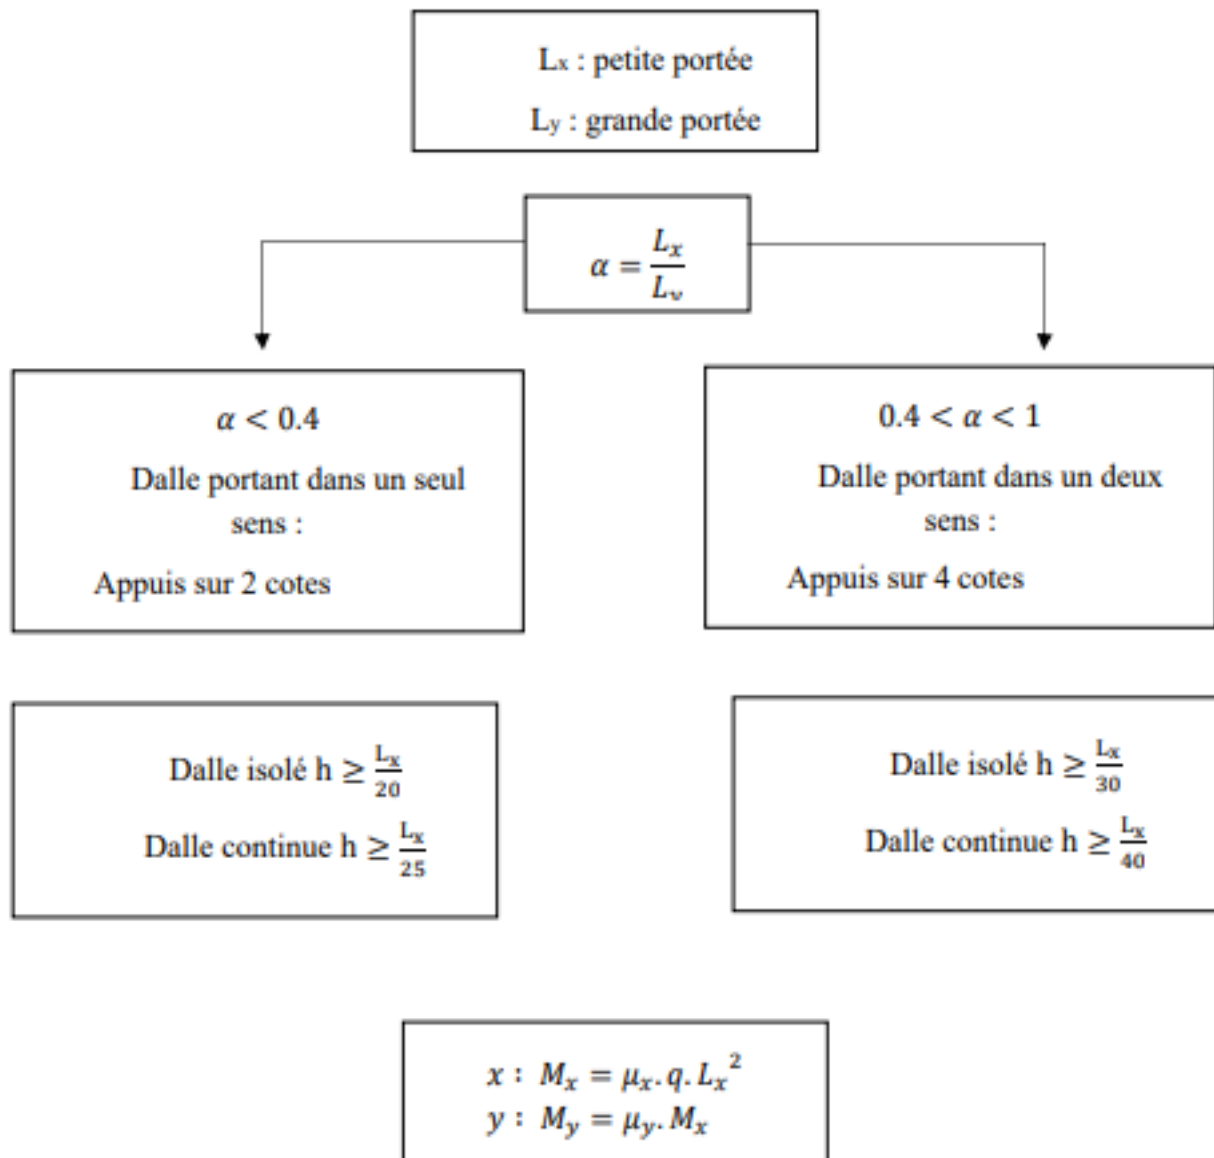 Lx : petite portée
Ly : grande portée
α = Lx / Ly
α < 0.4
Dalle portant dans un seul
sens :
Appuis sur 2 cotes
0.4 < α < 1
Dalle portant dans un deux
sens :
Appuis sur 4 cotes
Dalle isolé h ≥ Lx/20
Dalle continue h ≥ Lx/25
Dalle isolé h ≥ Lx/30
Dalle continue h ≥ Lx/40
x : Mx = μx. q. Lx²
y : My = μy. Mx